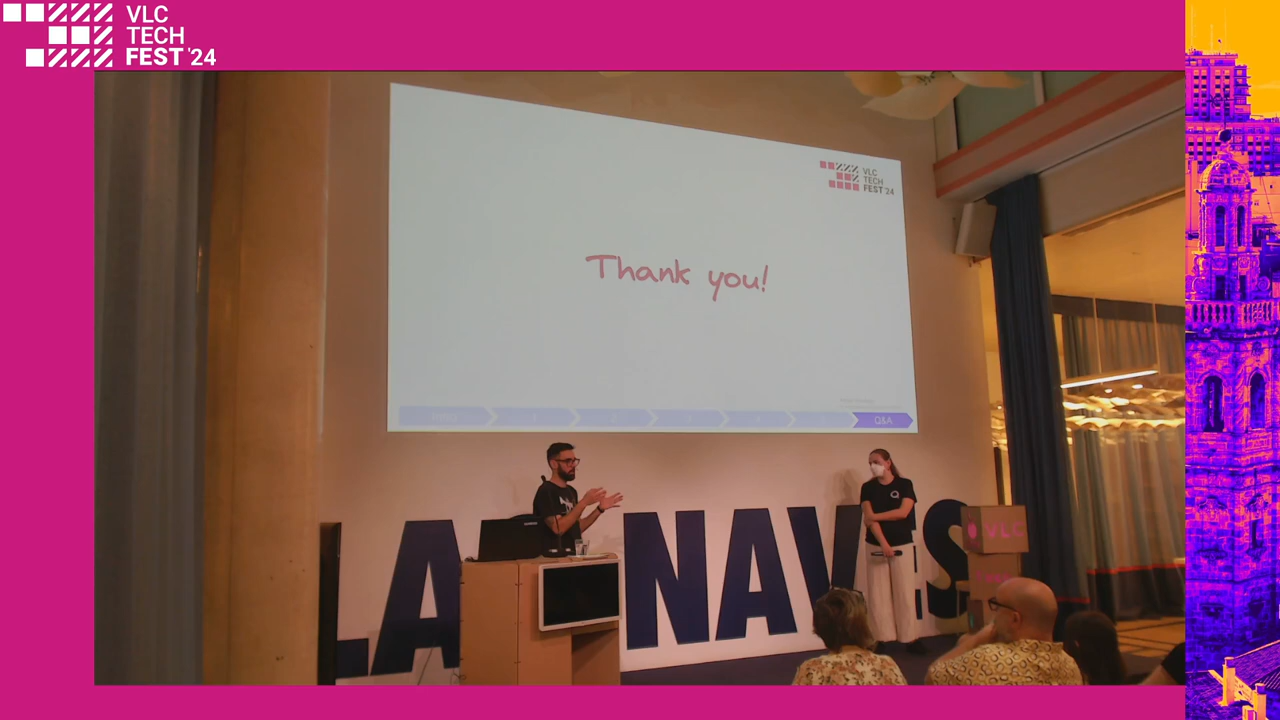 VLC
TECH
FEST '24
VLC
TECH
FEST '24
Thank you!
Q&A
LA NAVES
VLC